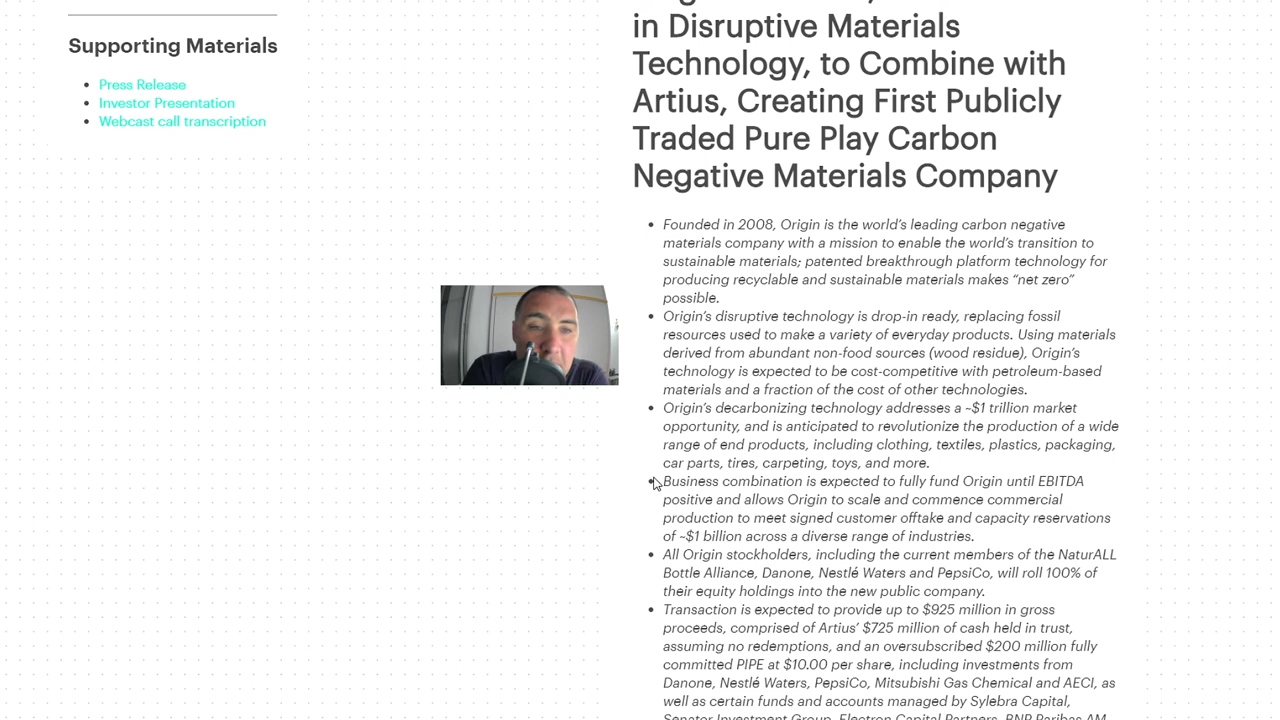 Supporting Materials
Press Release
Investor Presentation
Webcast call transcription
in Disruptive Materials
Technology, to Combine with
Artius, Creating First Publicly
Traded Pure Play Carbon
Negative Materials Company
Founded in 2008, Origin is the world's leading carbon negative
materials company with a mission to enable the world's transition to
sustainable materials; patented breakthrough platform technology for
producing recyclable and sustainable materials makes "net zero"
possible.
Origin's disruptive technology is drop-in ready, replacing fossil
resources used to make a variety of everyday products. Using materials
derived from abundant non-food sources (wood residue), Origin's
technology is expected to be cost-competitive with petroleum-based
materials and a fraction of the cost of other technologies.
Origin's decarbonizing technology addresses a ~$1 trillion market
opportunity, and is anticipated to revolutionize the production of a wide
range of end products, including clothing, textiles, plastics, packaging,
car parts, tires, carpeting, toys, and more.
Business combination is expected to fully fund Origin until EBITDA
positive and allows Origin to scale and commence commercial
production to meet signed customer offtake and capacity reservations
of ~$1 billion across a diverse range of industries.
All Origin stockholders, including the current members of the NaturALL
Bottle Alliance, Danone, Nestlé Waters and PepsiCo, will roll 100% of
their equity holdings into the new public company.
Transaction is expected to provide up to $925 million in gross
proceeds, comprised of Artius' $725 million of cash held in trust,
assuming no redemptions, and an oversubscribed $200 million fully
committed PIPE at $10.00 per share, including investments from
Danone, Nestlé Waters, PepsiCo, Mitsubishi Gas Chemical and AECI, as
well as certain funds and accounts managed by Sylebra Capital,
Senator Investment Group, Electron Capital Partners, BNP Paribas AM